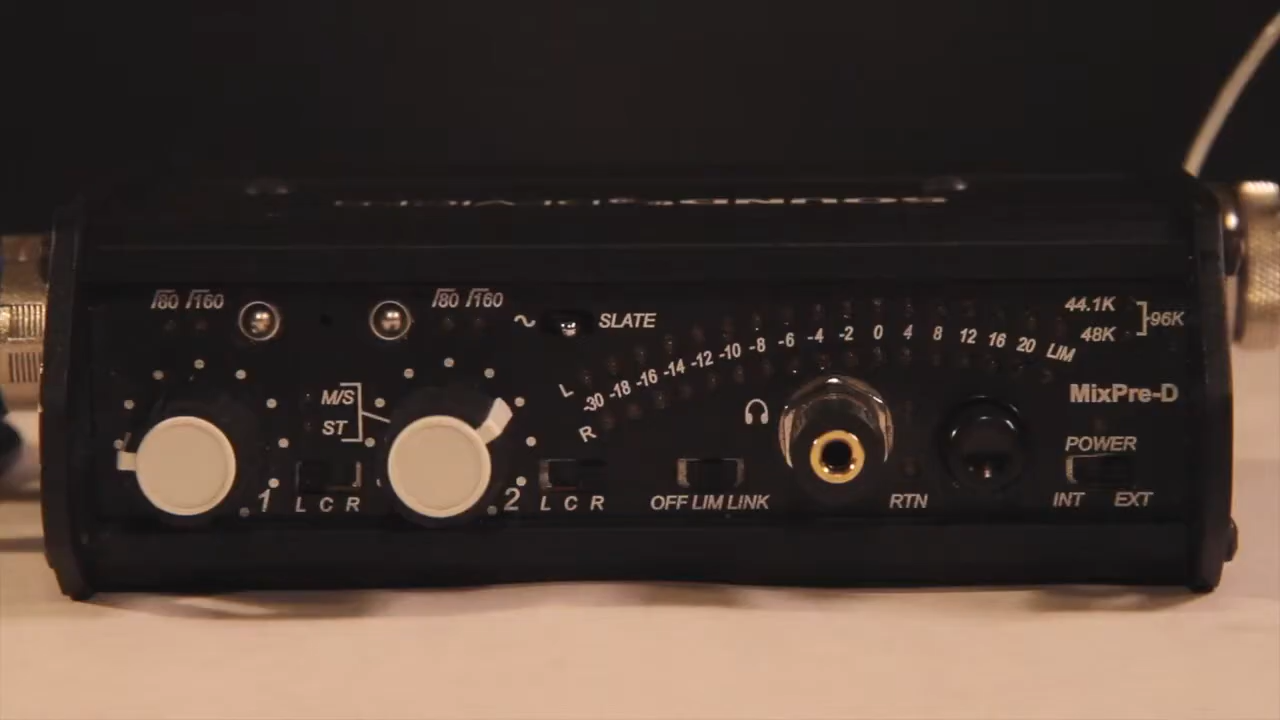 SOUND
80 160
80 160
~ SLATE
L -30 -18 -16 -14 -12 -10 -8 -6 -4 -2 0 4 8 12 16 20 LIM
R
44.1K
48K
96K
MixPre-D
M/S
ST
1
L C R
2
L C R
OFF LIM LINK
RTN
POWER
INT EXT